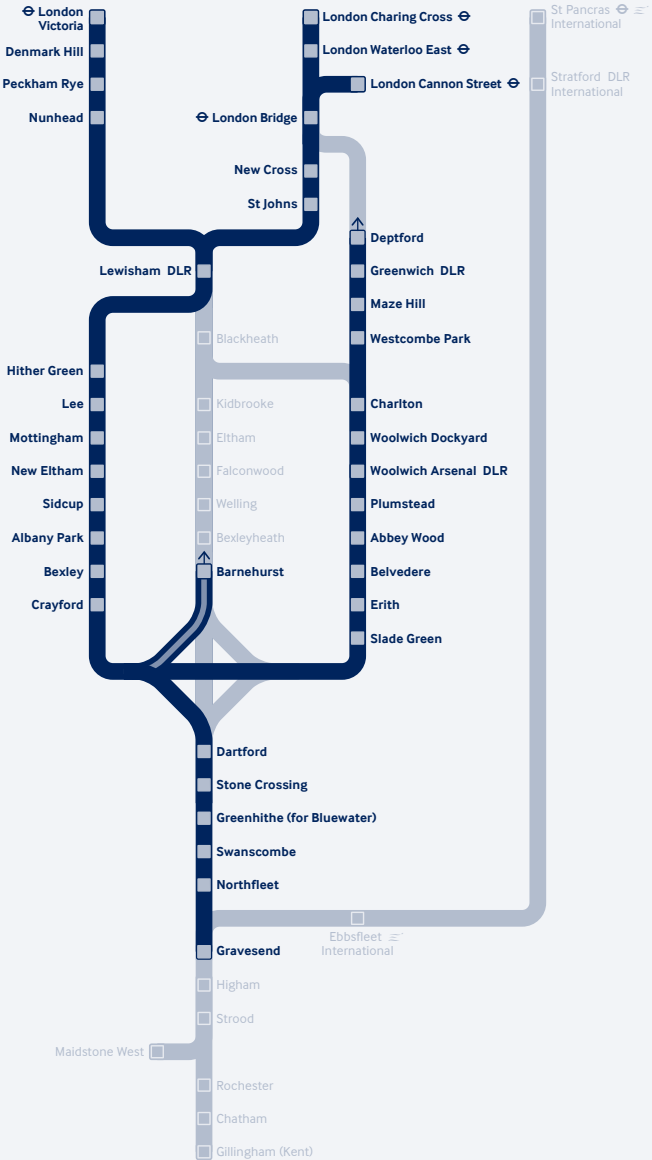 London
Victoria
Denmark Hill
Peckham Rye
Nunhead
London Charing Cross
London Waterloo East
London Cannon Street
London Bridge
New Cross
St Johns
St Pancras
International
Stratford DLR
International
Lewisham DLR
Deptford
Greenwich DLR
Maze Hill
Westcombe Park
Blackheath
Hither Green
Lee
Mottingham
New Eltham
Sidcup
Albany Park
Bexley
Crayford
Kidbrooke
Eltham
Falconwood
Welling
Bexleyheath
Barnehurst
Charlton
Woolwich Dockyard
Woolwich Arsenal DLR
Plumstead
Abbey Wood
Belvedere
Erith
Slade Green
Dartford
Stone Crossing
Greenhithe (for Bluewater)
Swanscombe
Northfleet
Ebbsfleet
International
Gravesend
Higham
Strood
Maidstone West
Rochester
Chatham
Gillingham (Kent)